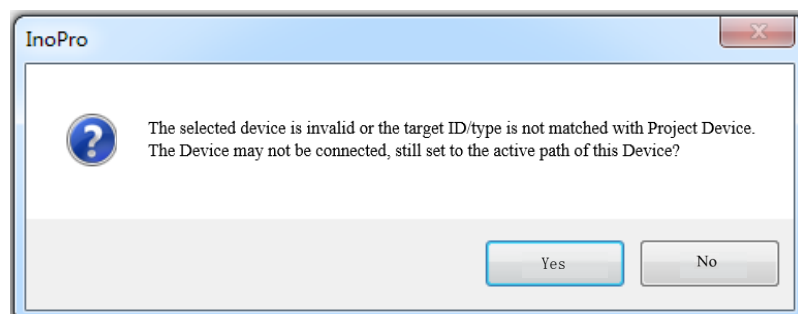 InoPro
The selected device is invalid or the target ID/type is not matched with Project Device.
The Device may not be connected, still set to the active path of this Device?
Yes
No